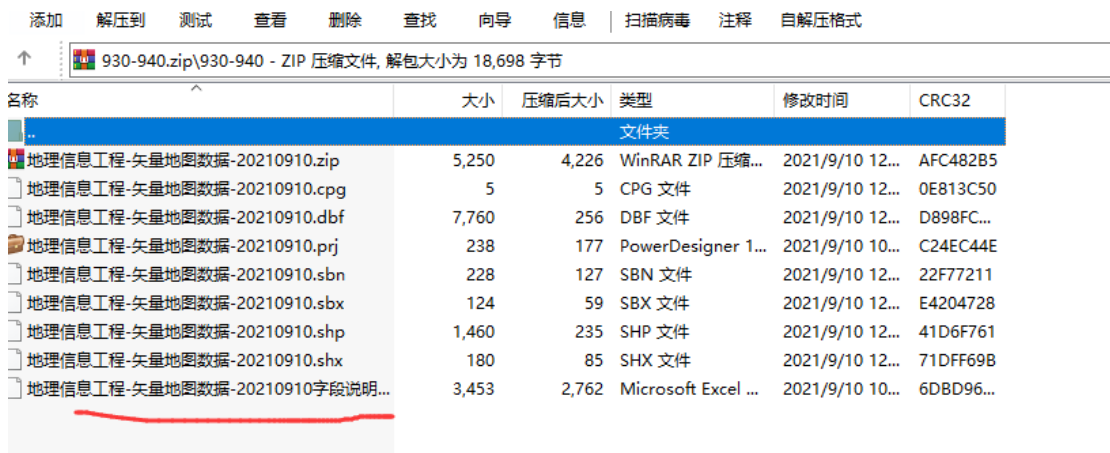 添加 解压到 测试 查看 删除 查找 向导 信息 扫描病毒 注释 自解压格式
930-940.zip\930-940 - ZIP 压缩文件, 解包大小为 18,698 字节
名称 大小 压缩后大小 类型 修改时间 CRC32
.. 文件夹
地理信息工程-矢量地图数据-20210910.zip 5,250 4,226 WinRAR ZIP 压缩... 2021/9/10 12... AFC482B5
地理信息工程-矢量地图数据-20210910.cpg 5 5 CPG 文件 2021/9/10 12... 0E813C50
地理信息工程-矢量地图数据-20210910.dbf 7,760 256 DBF 文件 2021/9/10 12... D898FC...
地理信息工程-矢量地图数据-20210910.prj 238 177 PowerDesigner 1... 2021/9/10 10... C24EC44E
地理信息工程-矢量地图数据-20210910.sbn 228 127 SBN 文件 2021/9/10 12... 22F77211
地理信息工程-矢量地图数据-20210910.sbx 124 59 SBX 文件 2021/9/10 12... E4204728
地理信息工程-矢量地图数据-20210910.shp 1,460 235 SHP 文件 2021/9/10 12... 41D6F761
地理信息工程-矢量地图数据-20210910.shx 180 85 SHX 文件 2021/9/10 12... 71DFF69B
地理信息工程-矢量地图数据-20210910字段说明... 3,453 2,762 Microsoft Excel ... 2021/9/10 10... 6DBD96...